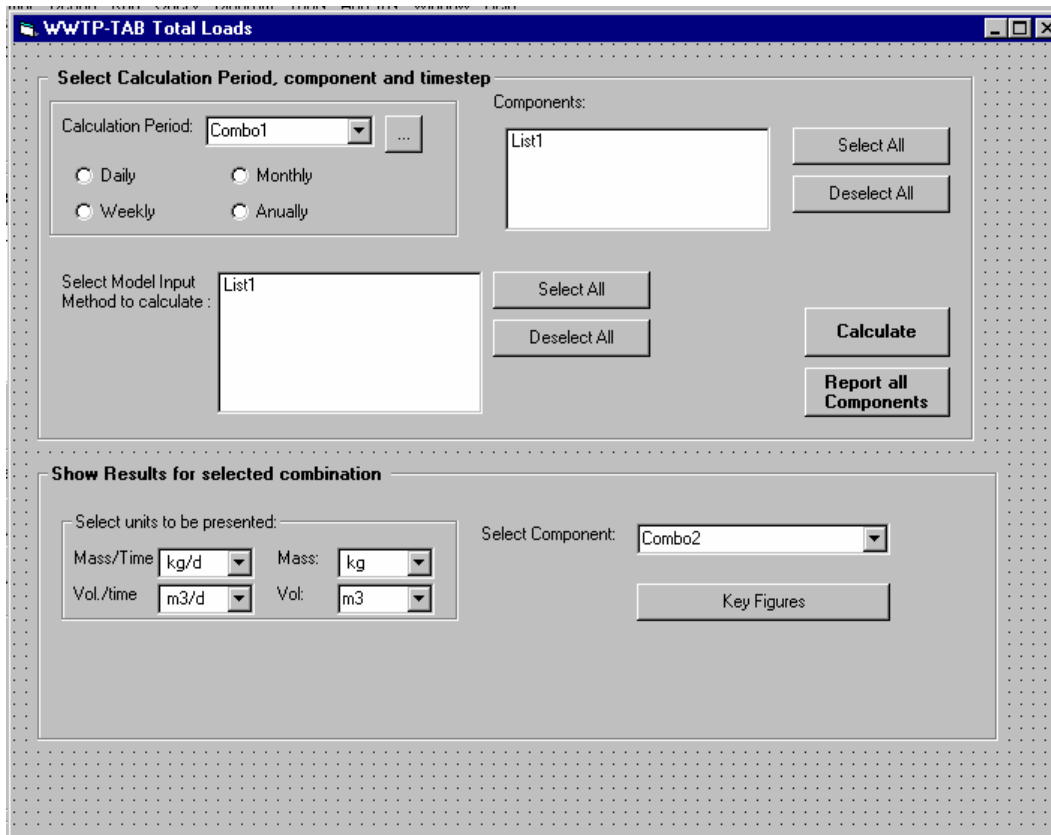 WWTP-TAB Total Loads
Select Calculation Period, component and timestep
Calculation Period:
Combo1
...
Daily
Monthly
Weekly
Anually
Components:
List1
Select All
Deselect All
Select Model Input
Method to calculate :
List1
Select All
Deselect All
Calculate
Report all
Components
Show Results for selected combination
Select units to be presented:
Mass/Time
kg/d
Mass:
kg
Vol./time
m3/d
Vol:
m3
Select Component:
Combo2
Key Figures